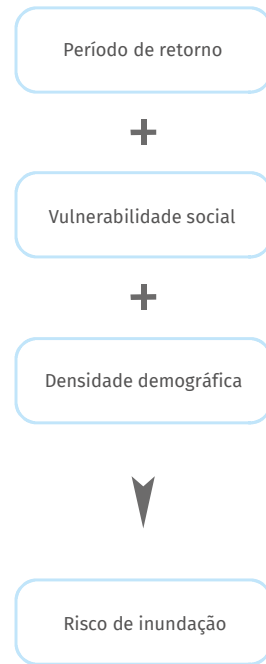 Período de retorno
+
Vulnerabilidade social
+
Densidade demográfica
Risco de inundação